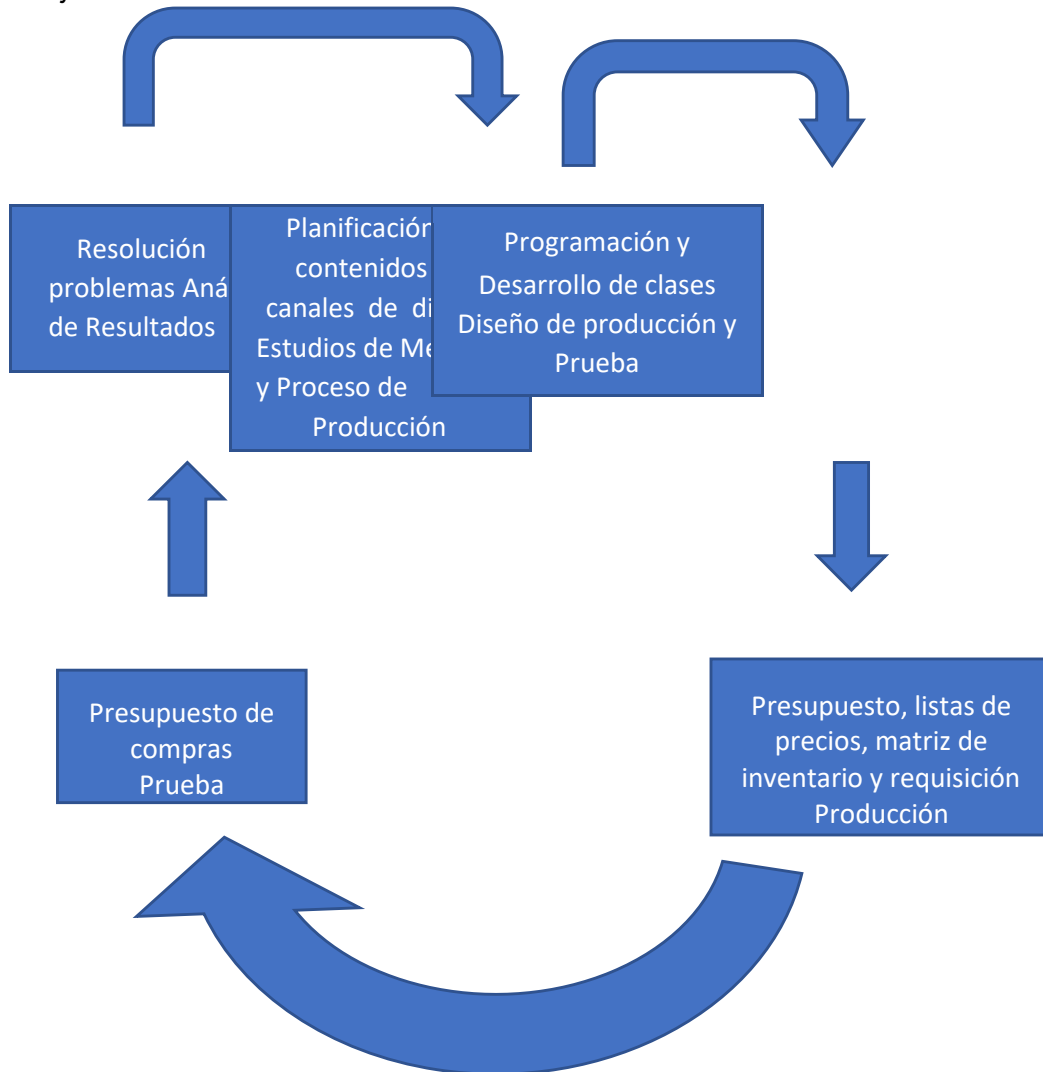 Resolución
problemas Aná
de Resultados
Planificación
contenidos
canales de di
Estudios de Me
y Proceso de
Producción
Programación y
Desarrollo de clases
Diseño de producción y
Prueba
Presupuesto de
compras
Prueba
Presupuesto, listas de
precios, matriz de
inventario y requisición
Producción